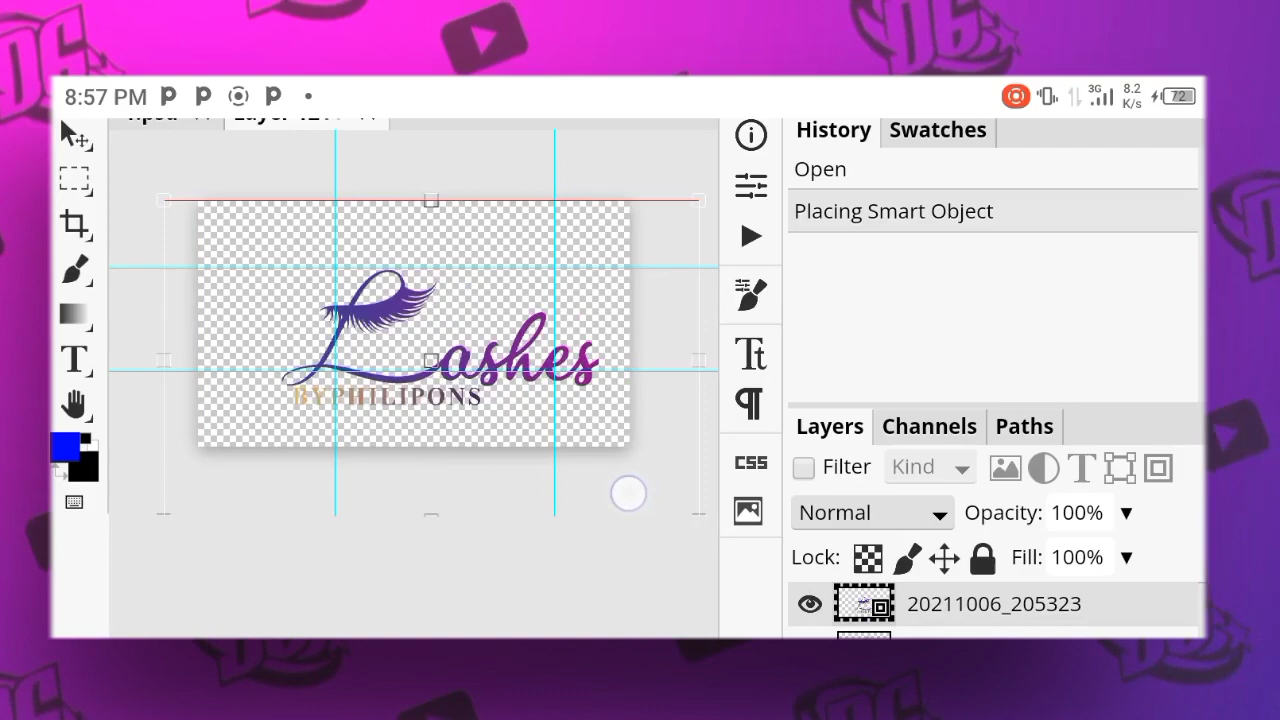 8:57 PM
3G
8.2
K/s
72
History
Swatches
Open
Placing Smart Object
Lashes
BYPHILIPONS
T
Tt
CSS
Layers
Channels
Paths
Filter
Kind
T
Normal
Opacity: 100%
Lock:
Fill: 100%
20211006_205323